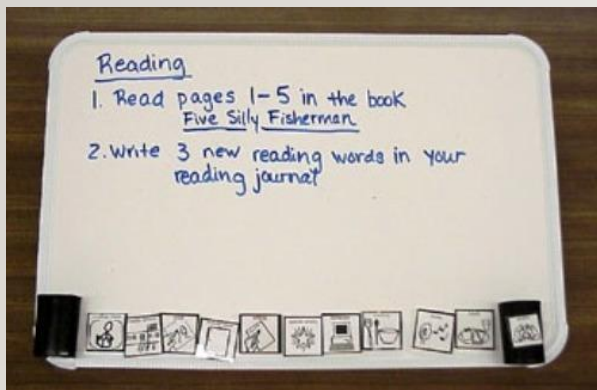 Reading
1. Read pages 1-5 in the book
Five Silly Fisherman
2. Write 3 new reading words in your
reading journal